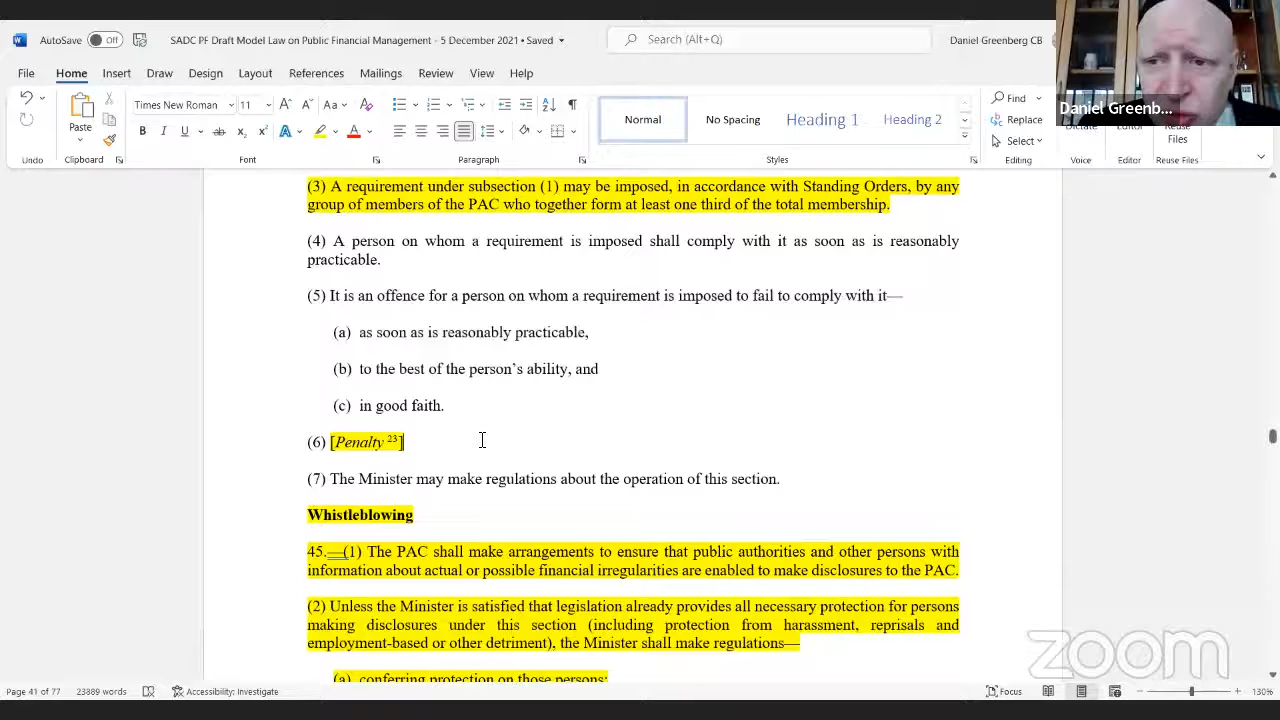 AutoSave Off SADC PF Draft Model Law on Public Financial Management - 5 December 2021 • Saved Search (Alt+Q) Daniel Greenberg CB
File Home Insert Draw Design Layout References Mailings Review View Help
Times New Roman 11 Aa Normal No Spacing Heading 1 Heading 2 Find
Daniel Greenb...
Paste Replace Dictate Editor Reuse Files
Select
Undo Clipboard Font Paragraph Styles Editing Voice Editor Reuse Files
(3) A requirement under subsection (1) may be imposed, in accordance with Standing Orders, by any
group of members of the PAC who together form at least one third of the total membership.
(4) A person on whom a requirement is imposed shall comply with it as soon as is reasonably
practicable.
(5) It is an offence for a person on whom a requirement is imposed to fail to comply with it—
(a) as soon as is reasonably practicable,
(b) to the best of the person’s ability, and
(c) in good faith.
(6) [Penalty 23]
(7) The Minister may make regulations about the operation of this section.
Whistleblowing
45.—(1) The PAC shall make arrangements to ensure that public authorities and other persons with
information about actual or possible financial irregularities are enabled to make disclosures to the PAC.
(2) Unless the Minister is satisfied that legislation already provides all necessary protection for persons
making disclosures under this section (including protection from harassment, reprisals and
employment-based or other detriment), the Minister shall make regulations—
(a) conferring protection on those persons;
zoom
Page 41 of 77 23889 words Accessibility: Investigate Focus 130%